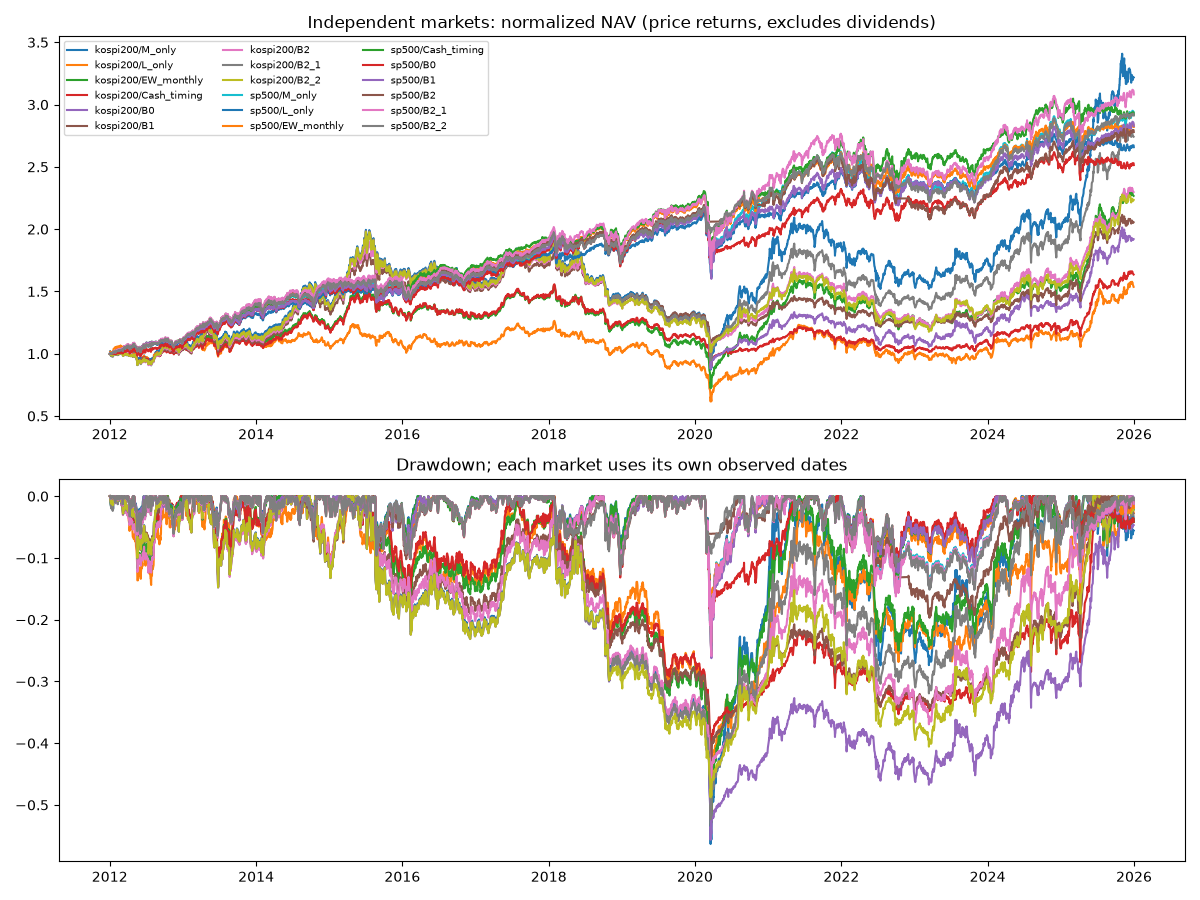 Independent markets: normalized NAV (price returns, excludes dividends)
3.5
3.0
2.5
2.0
1.5
1.0
0.5
kospi200/M_only kospi200/B2 sp500/Cash_timing
kospi200/L_only kospi200/B2_1 sp500/B0
kospi200/EW_monthly kospi200/B2_2 sp500/B1
kospi200/Cash_timing sp500/M_only sp500/B2
kospi200/B0 sp500/L_only sp500/B2_1
kospi200/B1 sp500/EW_monthly sp500/B2_2
2012 2014 2016 2018 2020 2022 2024 2026
Drawdown; each market uses its own observed dates
0.0
−0.1
−0.2
−0.3
−0.4
−0.5
2012 2014 2016 2018 2020 2022 2024 2026